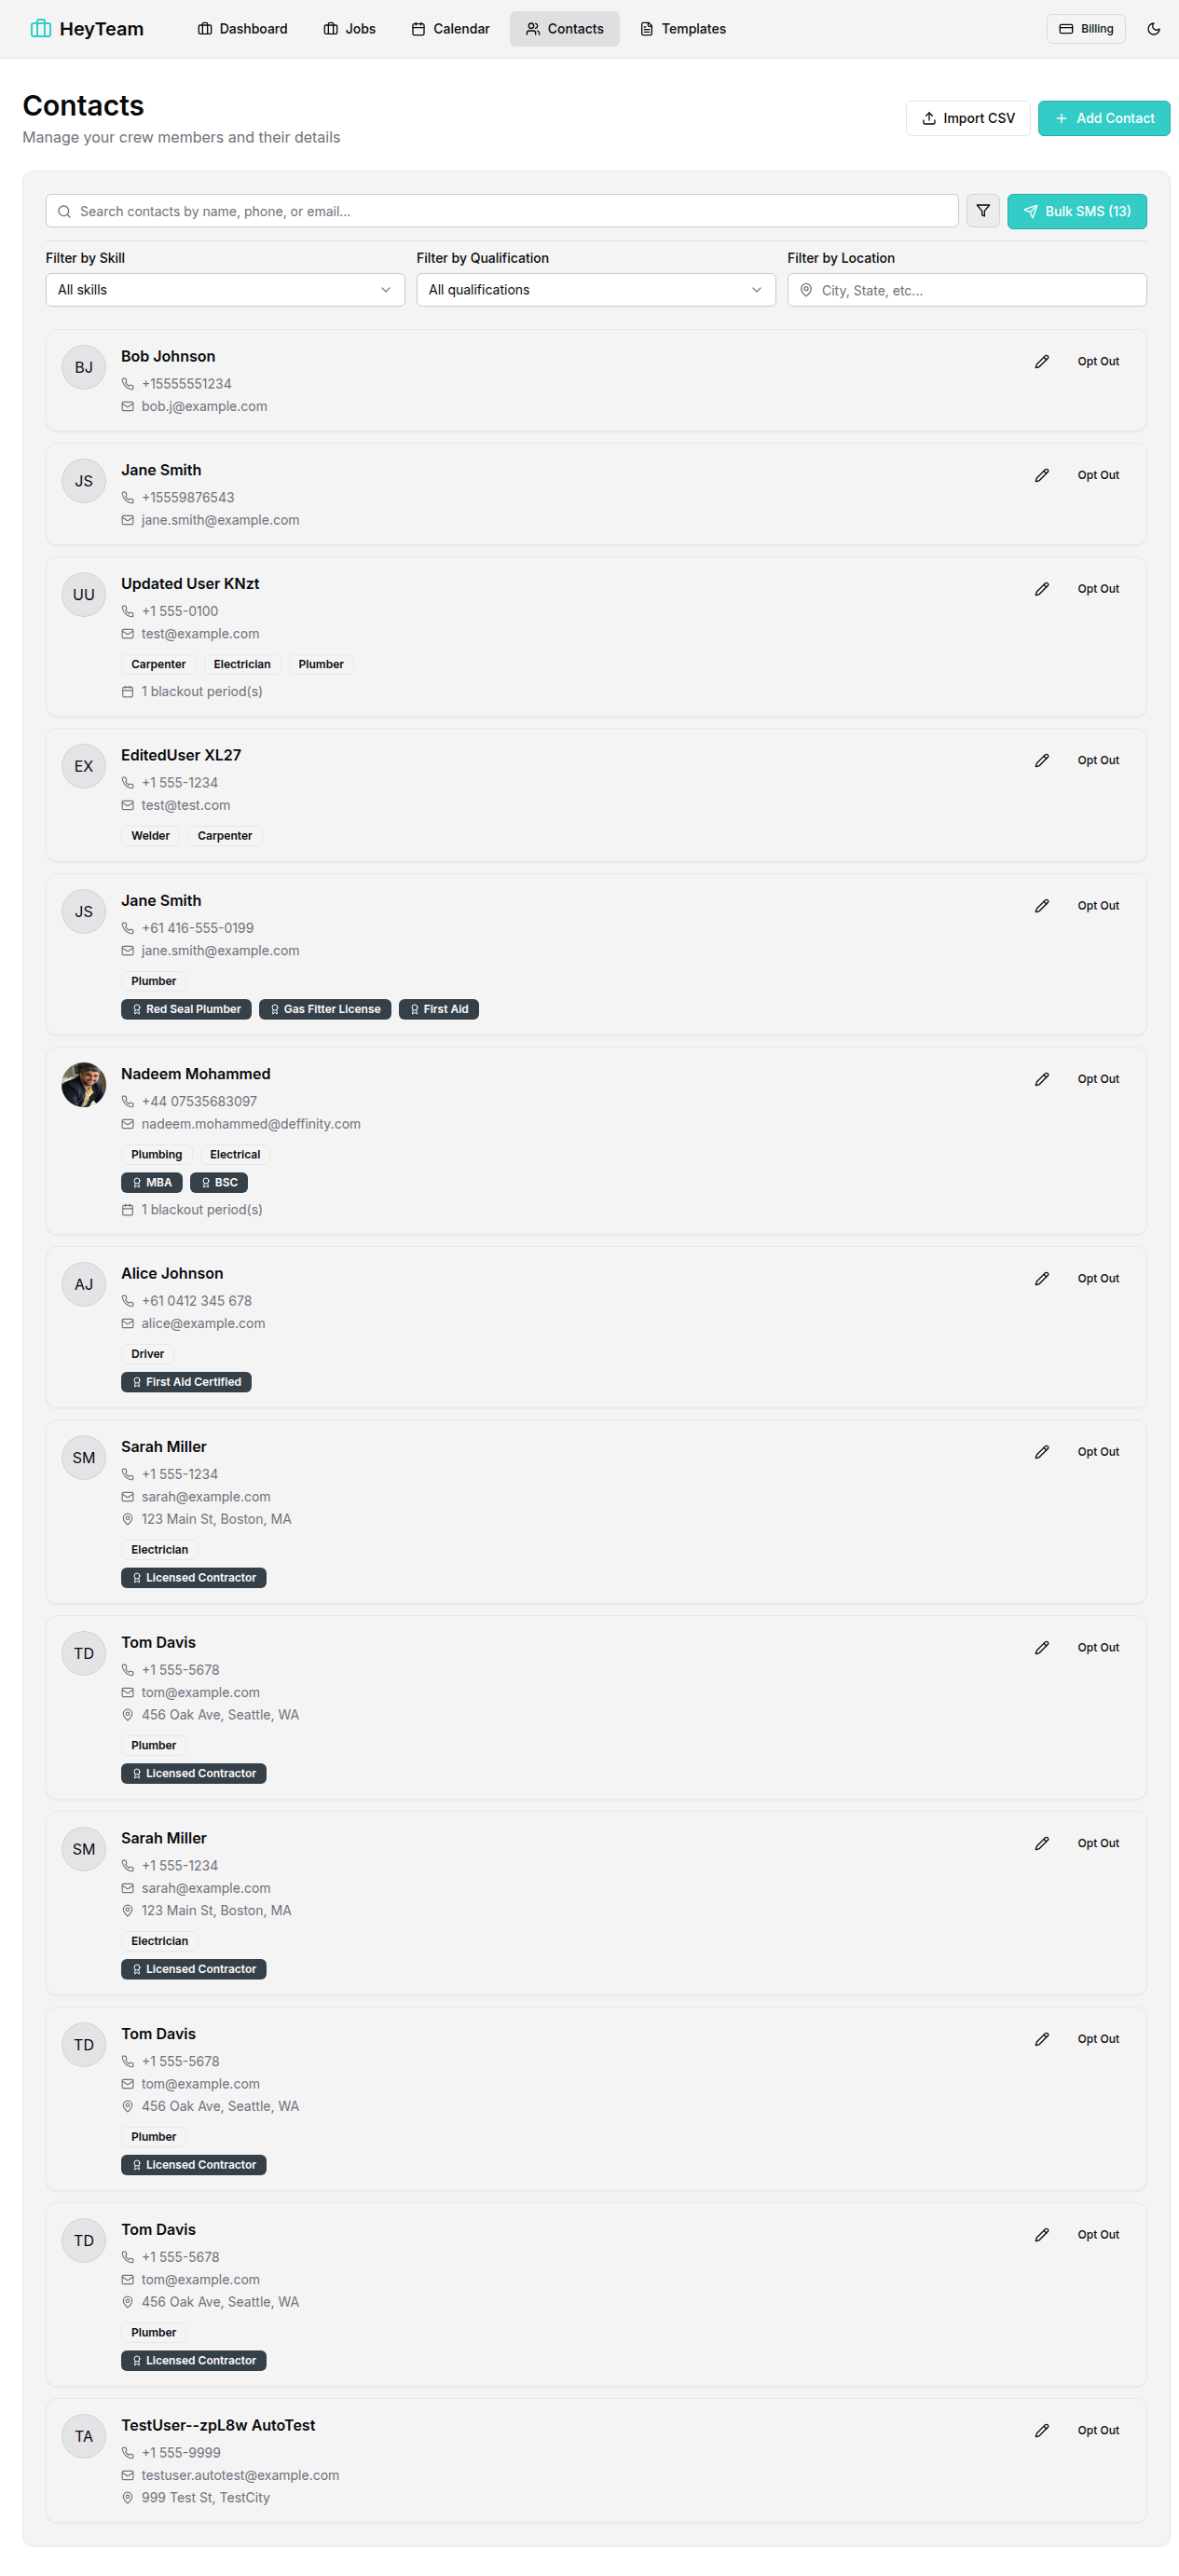 HeyTeam Dashboard Jobs Calendar Contacts Templates Billing
Contacts
Manage your crew members and their details
Import CSV Add Contact
Search contacts by name, phone, or email... Bulk SMS (13)
Filter by Skill Filter by Qualification Filter by Location
All skills All qualifications City, State, etc...
BJ Bob Johnson Opt Out
+15555551234
bob.j@example.com
JS Jane Smith Opt Out
+15559876543
jane.smith@example.com
UU Updated User KNzt Opt Out
+1 555-0100
test@example.com
Carpenter Electrician Plumber
1 blackout period(s)
EX EditedUser XL27 Opt Out
+1 555-1234
test@test.com
Welder Carpenter
JS Jane Smith Opt Out
+61 416-555-0199
jane.smith@example.com
Plumber
Red Seal Plumber Gas Fitter License First Aid
Nadeem Mohammed Opt Out
+44 07535683097
nadeem.mohammed@deffinity.com
Plumbing Electrical
MBA BSC
1 blackout period(s)
AJ Alice Johnson Opt Out
+61 0412 345 678
alice@example.com
Driver
First Aid Certified
SM Sarah Miller Opt Out
+1 555-1234
sarah@example.com
123 Main St, Boston, MA
Electrician
Licensed Contractor
TD Tom Davis Opt Out
+1 555-5678
tom@example.com
456 Oak Ave, Seattle, WA
Plumber
Licensed Contractor
SM Sarah Miller Opt Out
+1 555-1234
sarah@example.com
123 Main St, Boston, MA
Electrician
Licensed Contractor
TD Tom Davis Opt Out
+1 555-5678
tom@example.com
456 Oak Ave, Seattle, WA
Plumber
Licensed Contractor
TD Tom Davis Opt Out
+1 555-5678
tom@example.com
456 Oak Ave, Seattle, WA
Plumber
Licensed Contractor
TA TestUser--zpL8w AutoTest Opt Out
+1 555-9999
testuser.autotest@example.com
999 Test St, TestCity